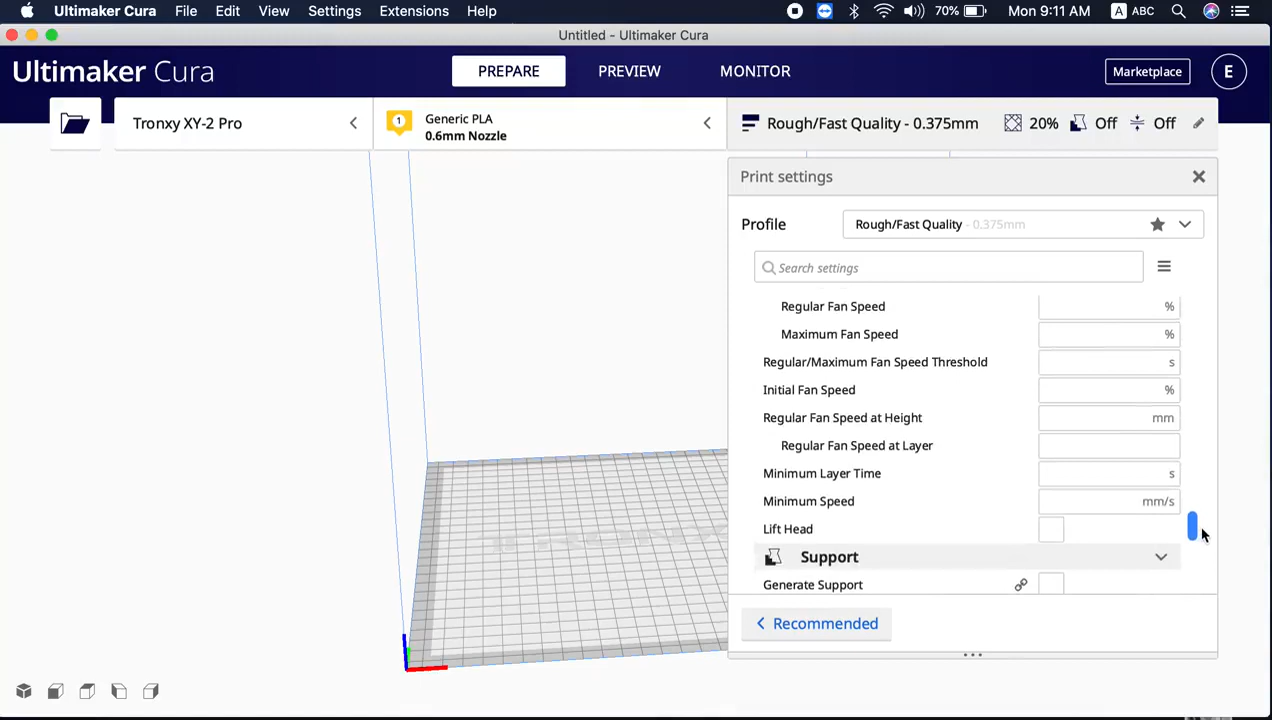 Ultimaker Cura File Edit View Settings Extensions Help 70% Mon 9:11 AM A ABC
Untitled - Ultimaker Cura
Ultimaker Cura PREPARE PREVIEW MONITOR Marketplace E
Tronxy XY-2 Pro
1 Generic PLA
0.6mm Nozzle
Rough/Fast Quality - 0.375mm 20% Off Off
Print settings
Profile Rough/Fast Quality - 0.375mm
Search settings
Regular Fan Speed %
Maximum Fan Speed %
Regular/Maximum Fan Speed Threshold s
Initial Fan Speed %
Regular Fan Speed at Height mm
Regular Fan Speed at Layer
Minimum Layer Time s
Minimum Speed mm/s
Lift Head
Support
Generate Support
Recommended